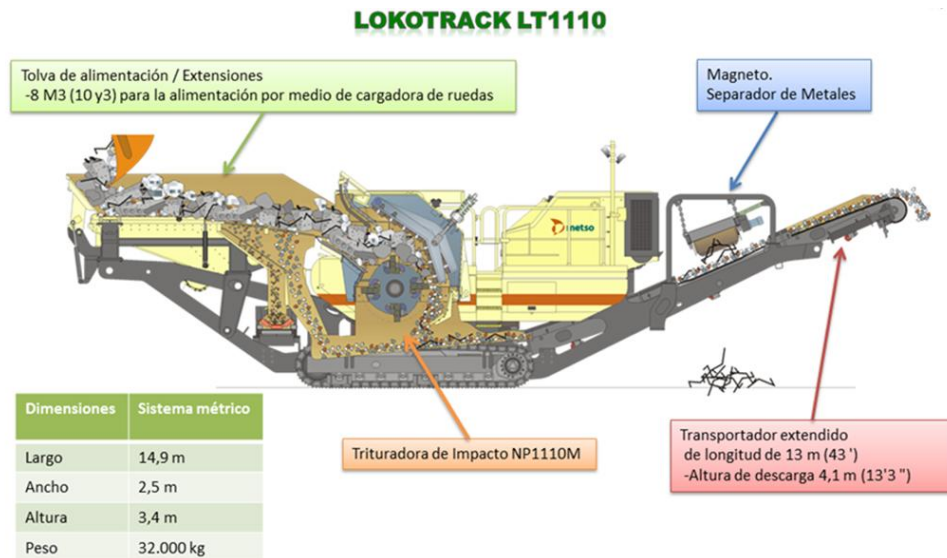 LOKOTRACK LT1110
Tolva de alimentación / Extensiones
-8 M3 (10 y3) para la alimentación por medio de cargadora de ruedas
Magneto.
Separador de Metales
metso
Dimensiones Sistema métrico
Largo 14,9 m
Ancho 2,5 m
Altura 3,4 m
Peso 32.000 kg
Trituradora de Impacto NP1110M
Transportador extendido
de longitud de 13 m (43 ')
-Altura de descarga 4,1 m (13'3 ")